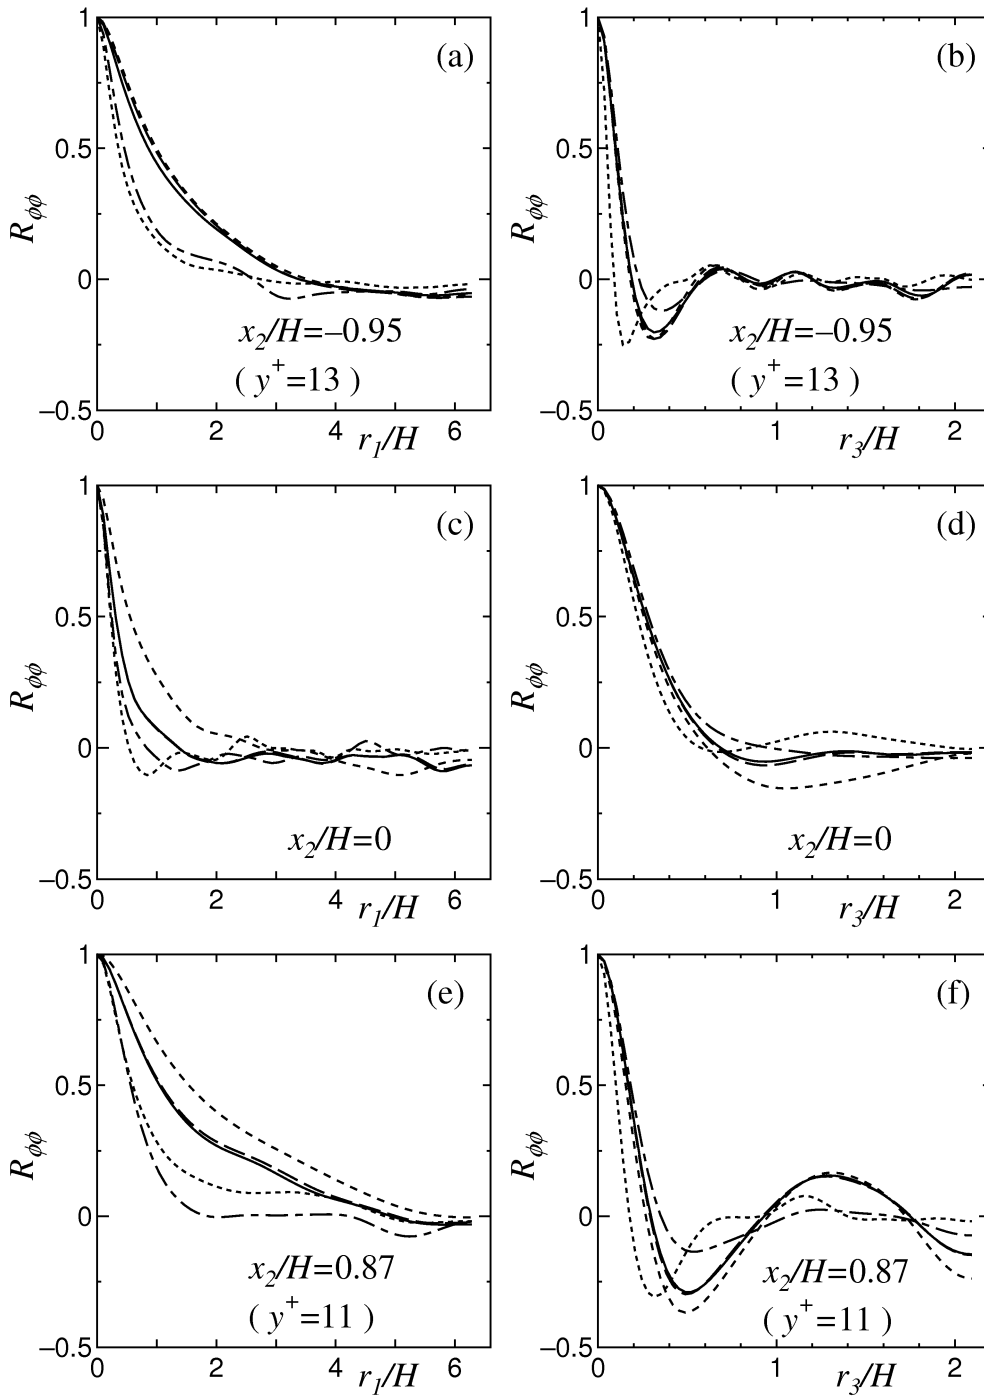 1 (a) 1 (b)
0.5 0.5
R_ϕϕ R_ϕϕ
0 0
x_2/H=–0.95 x_2/H=–0.95
( y^+=13 ) ( y^+=13 )
–0.5 –0.5
0 2 4 6 0 1 2
r_1/H r_3/H
1 (c) 1 (d)
0.5 0.5
R_ϕϕ R_ϕϕ
0 0
x_2/H=0 x_2/H=0
–0.5 –0.5
0 2 4 6 0 1 2
r_1/H r_3/H
1 (e) 1 (f)
0.5 0.5
R_ϕϕ R_ϕϕ
0 0
x_2/H=0.87 x_2/H=0.87
( y^+=11 ) ( y^+=11 )
–0.5 –0.5
0 2 4 6 0 1 2
r_1/H r_3/H